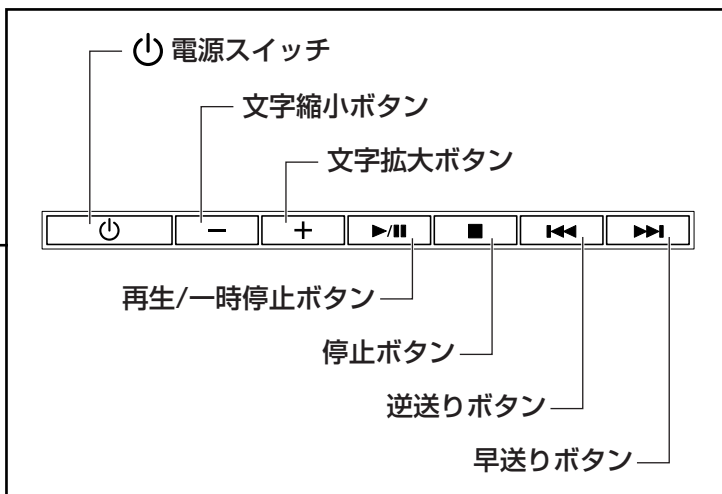 ⏻ 電源スイッチ
文字縮小ボタン
文字拡大ボタン
再生/一時停止ボタン
停止ボタン
逆送りボタン
早送りボタン